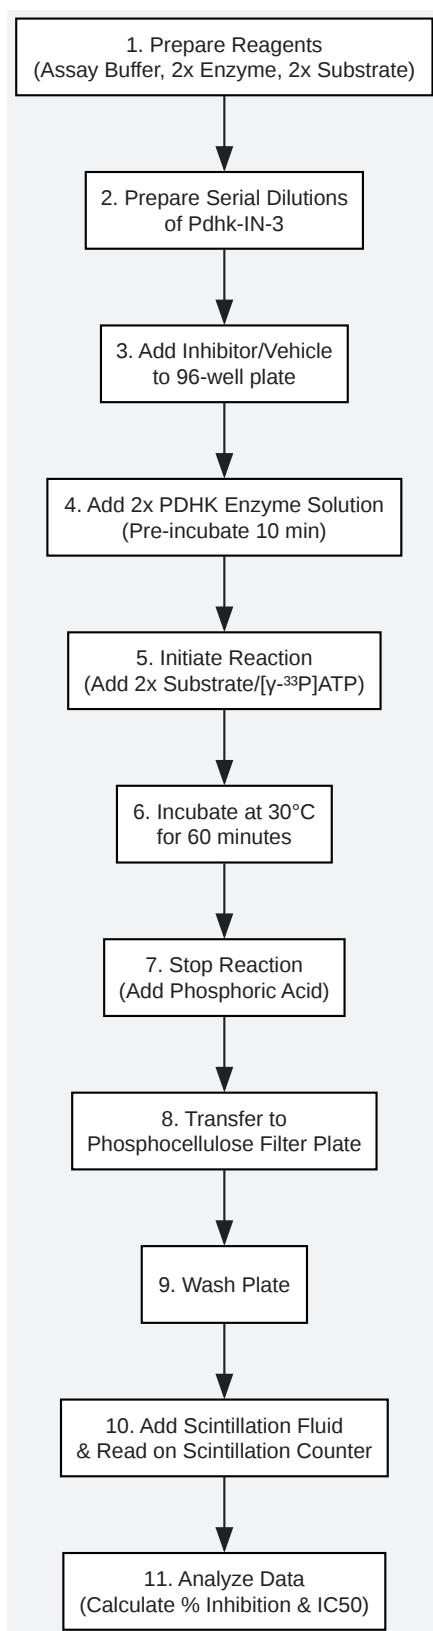 1. Prepare Reagents
(Assay Buffer, 2x Enzyme, 2x Substrate)
2. Prepare Serial Dilutions
of Pdhk-IN-3
3. Add Inhibitor/Vehicle
to 96-well plate
4. Add 2x PDHK Enzyme Solution
(Pre-incubate 10 min)
5. Initiate Reaction
(Add 2x Substrate/[γ-³³P]ATP)
6. Incubate at 30°C
for 60 minutes
7. Stop Reaction
(Add Phosphoric Acid)
8. Transfer to
Phosphocellulose Filter Plate
9. Wash Plate
10. Add Scintillation Fluid
& Read on Scintillation Counter
11. Analyze Data
(Calculate % Inhibition & IC50)